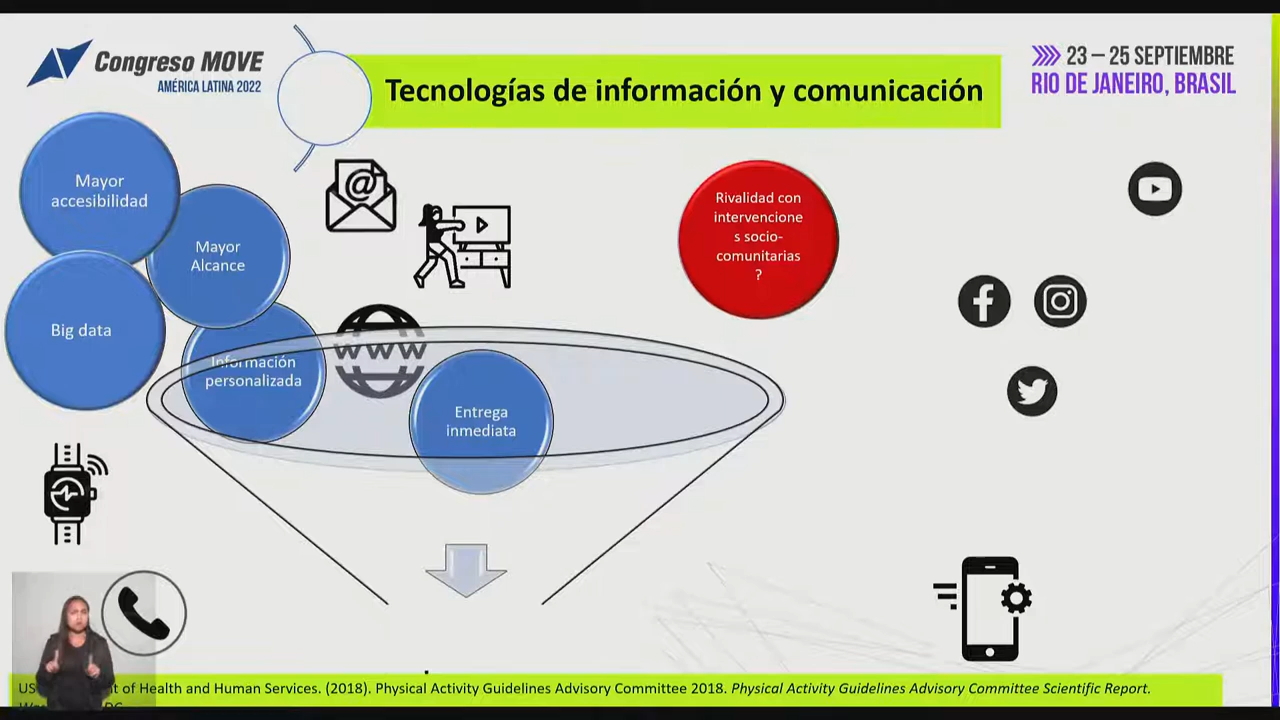 Congreso MOVE
AMÉRICA LATINA 2022
Tecnologías de información y comunicación
23 – 25 SEPTIEMBRE
RIO DE JANEIRO, BRASIL
Mayor
accesibilidad
Mayor
Alcance
Big data
Información
personalizada
@
WWW
Entrega
inmediata
Rivalidad con
intervencione
s socio-
comunitarias
?
US of Health and Human Services. (2018). Physical Activity Guidelines Advisory Committee 2018. Physical Activity Guidelines Advisory Committee Scientific Report.